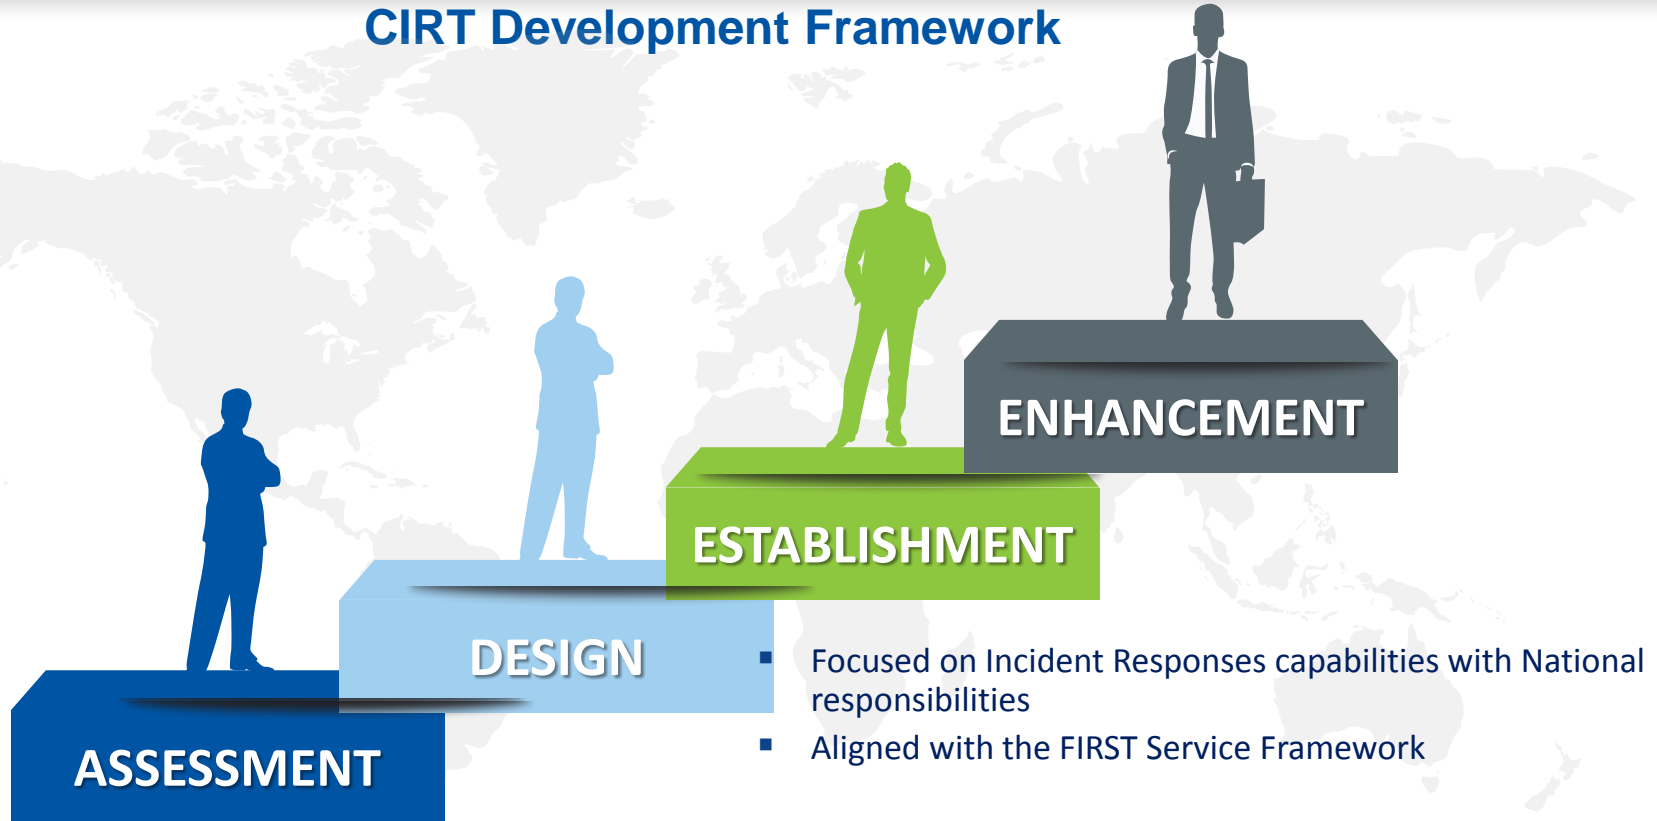 CIRT Development Framework
ENHANCEMENT
ESTABLISHMENT
DESIGN
ASSESSMENT
▪ Focused on Incident Responses capabilities with National
responsibilities
▪ Aligned with the FIRST Service Framework